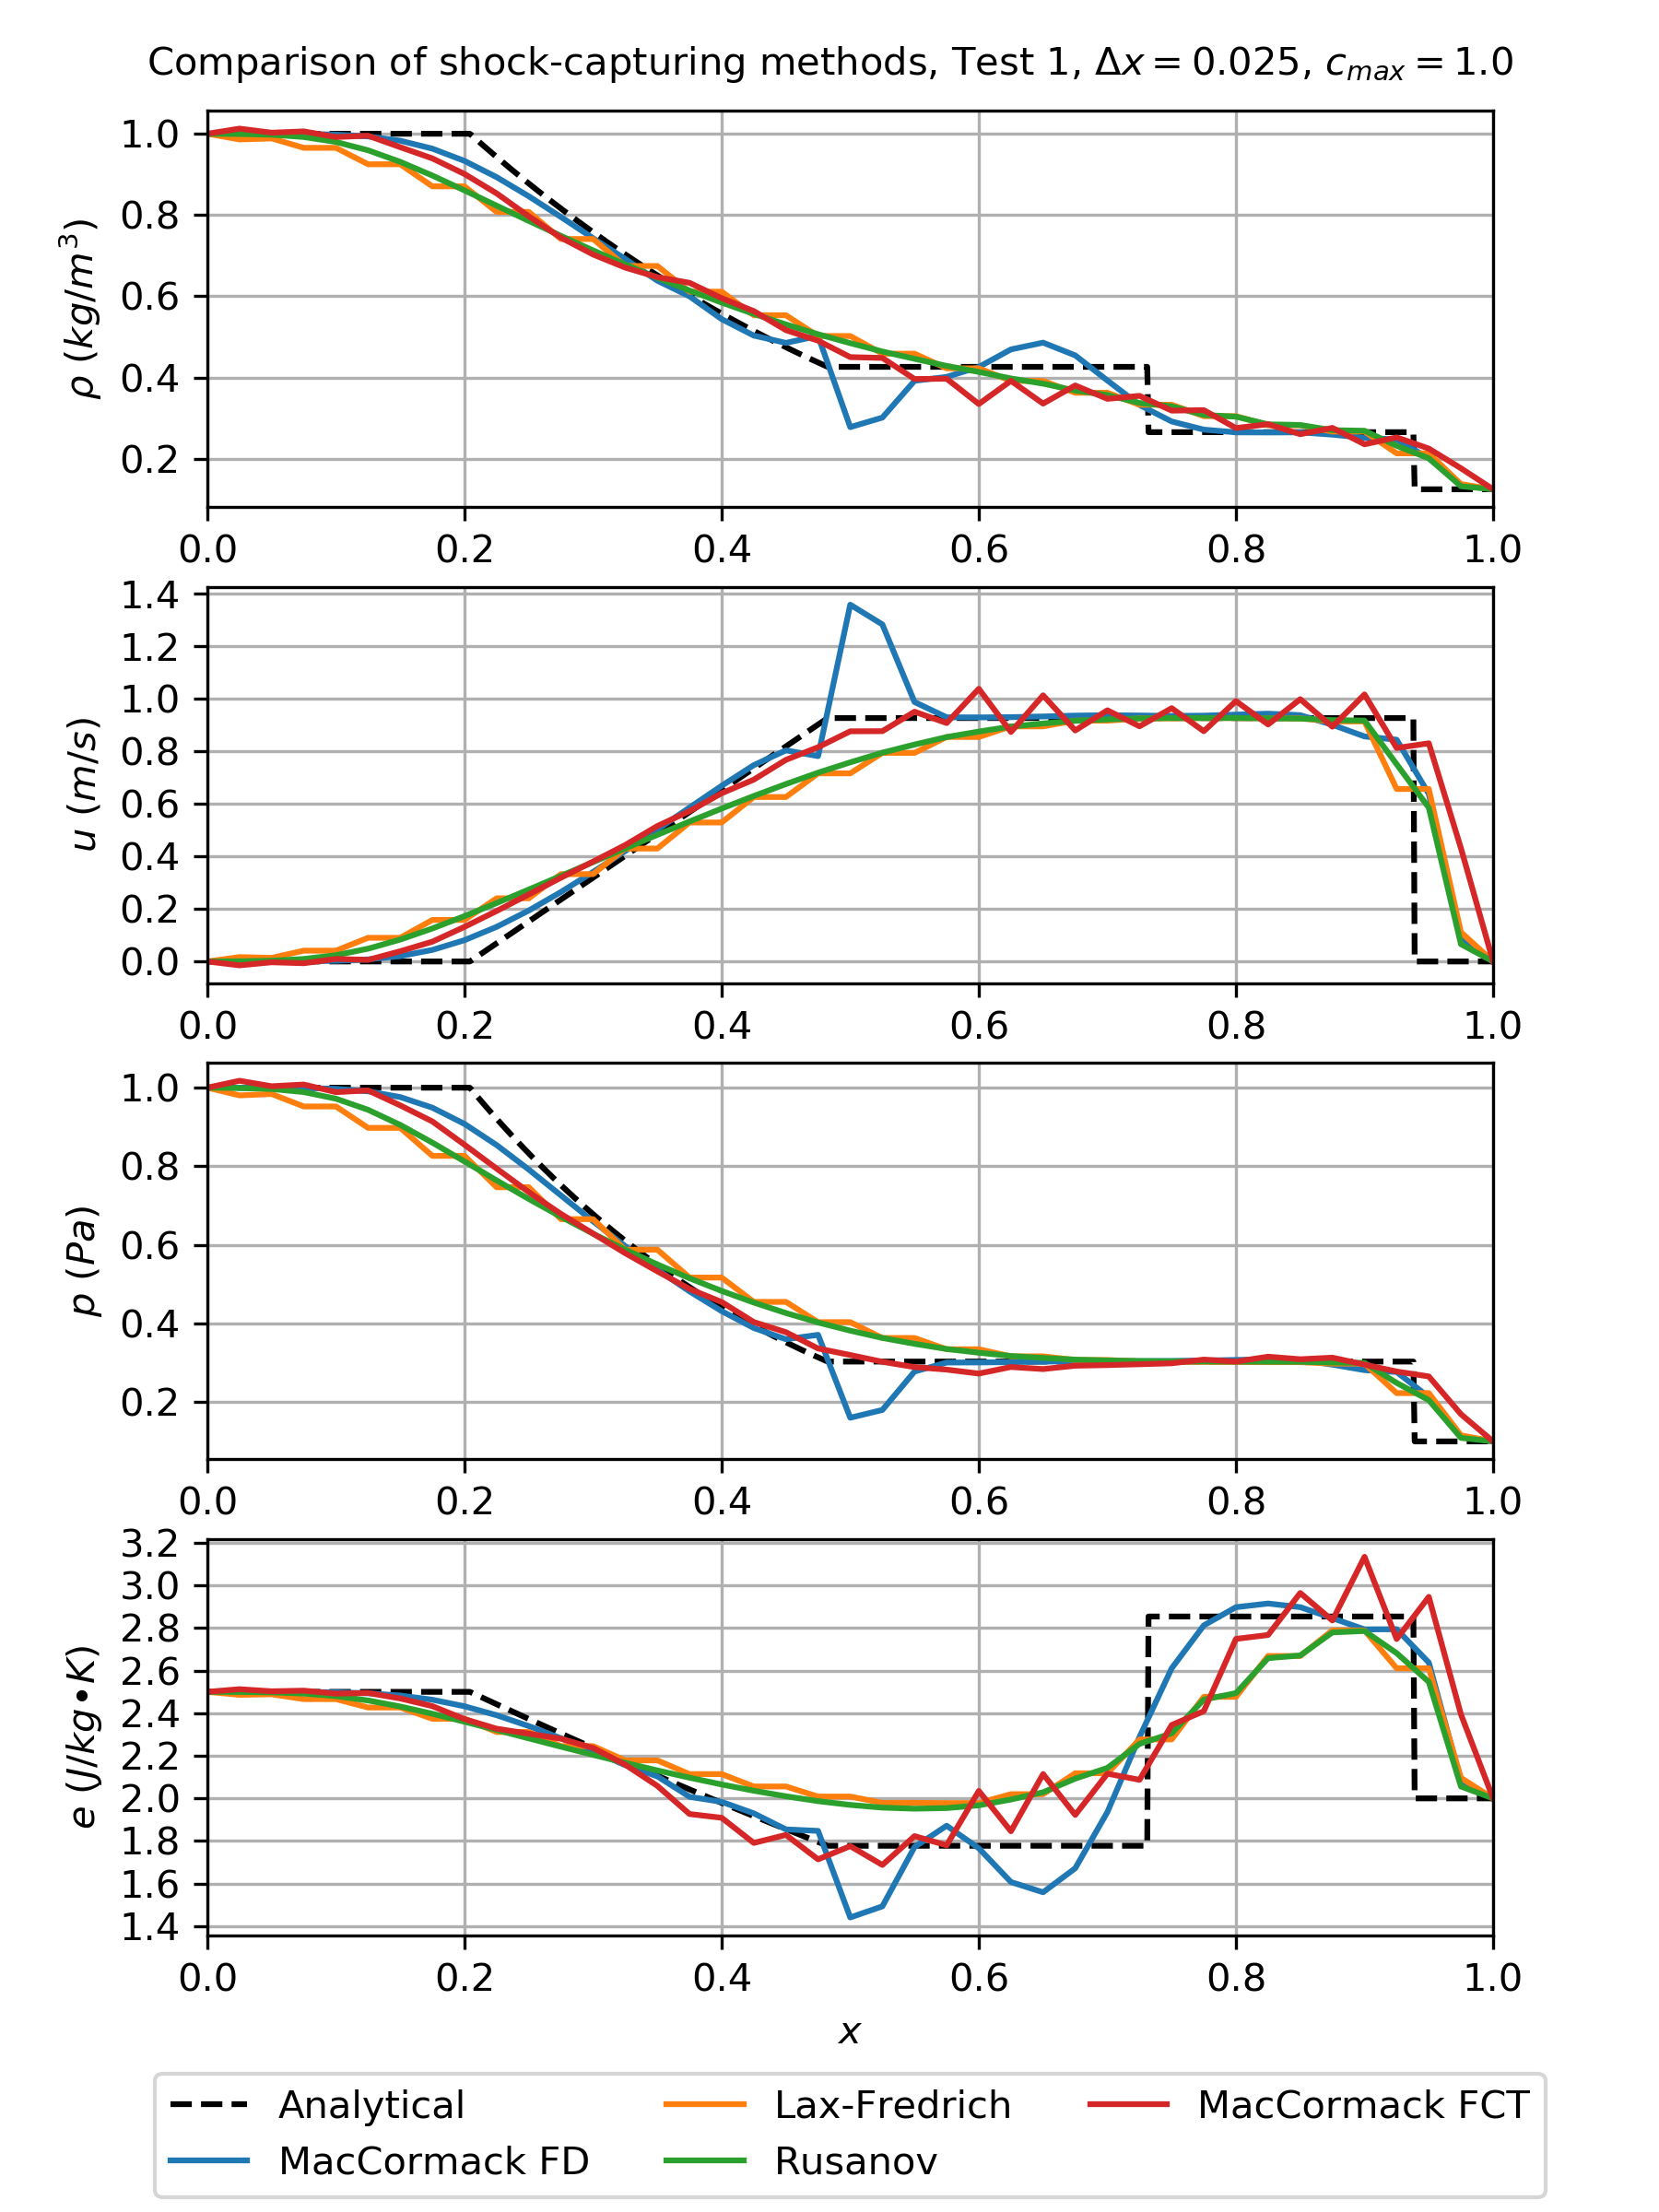 Comparison of shock-capturing methods, Test 1, Δx = 0.025, c_max = 1.0
1.0
0.8
0.6
0.4
0.2
ρ (kg/m³)
0.0 0.2 0.4 0.6 0.8 1.0
1.4
1.2
1.0
0.8
0.6
0.4
0.2
0.0
u (m/s)
0.0 0.2 0.4 0.6 0.8 1.0
1.0
0.8
0.6
0.4
0.2
p (Pa)
0.0 0.2 0.4 0.6 0.8 1.0
3.2
3.0
2.8
2.6
2.4
2.2
2.0
1.8
1.6
1.4
e (J/kg•K)
0.0 0.2 0.4 0.6 0.8 1.0
x
Analytical Lax-Fredrich MacCormack FCT
MacCormack FD Rusanov